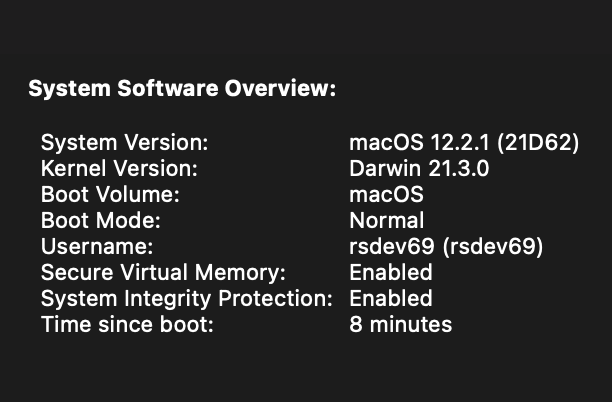 System Software Overview:
System Version: macOS 12.2.1 (21D62)
Kernel Version: Darwin 21.3.0
Boot Volume: macOS
Boot Mode: Normal
Username: rsdev69 (rsdev69)
Secure Virtual Memory: Enabled
System Integrity Protection: Enabled
Time since boot: 8 minutes